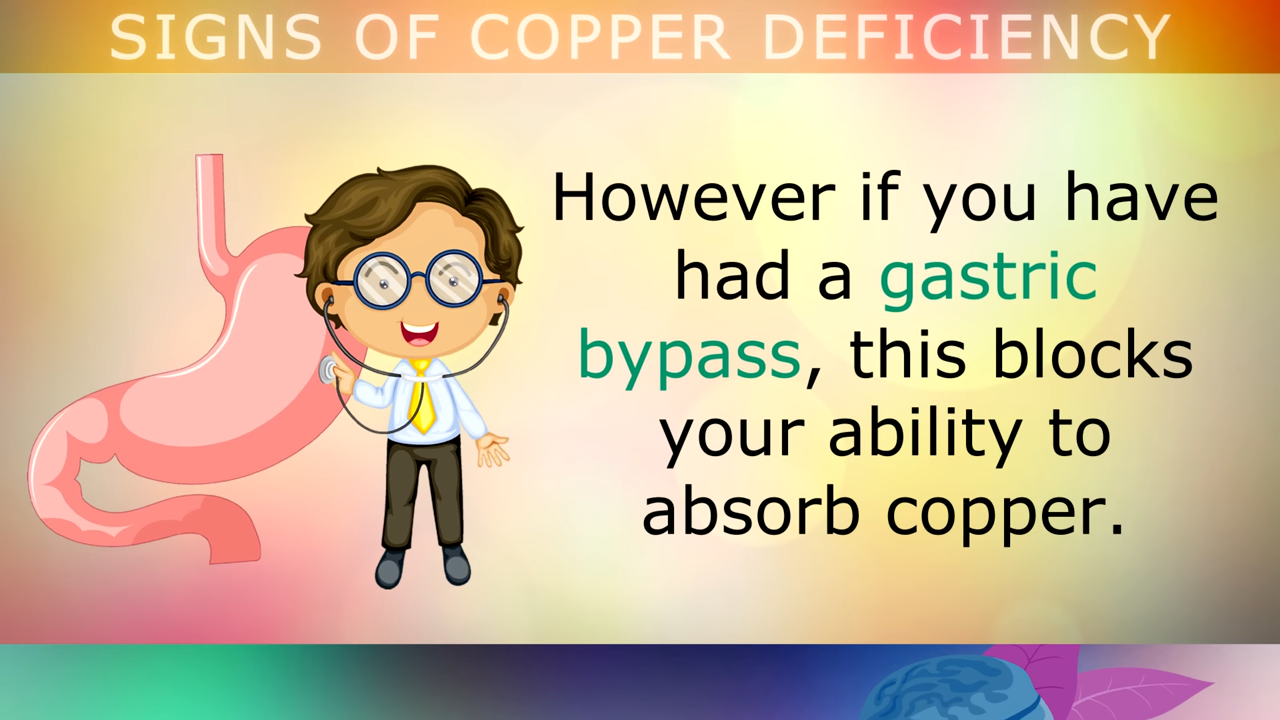 SIGNS OF COPPER DEFICIENCY
However if you have
had a gastric
bypass, this blocks
your ability to
absorb copper.